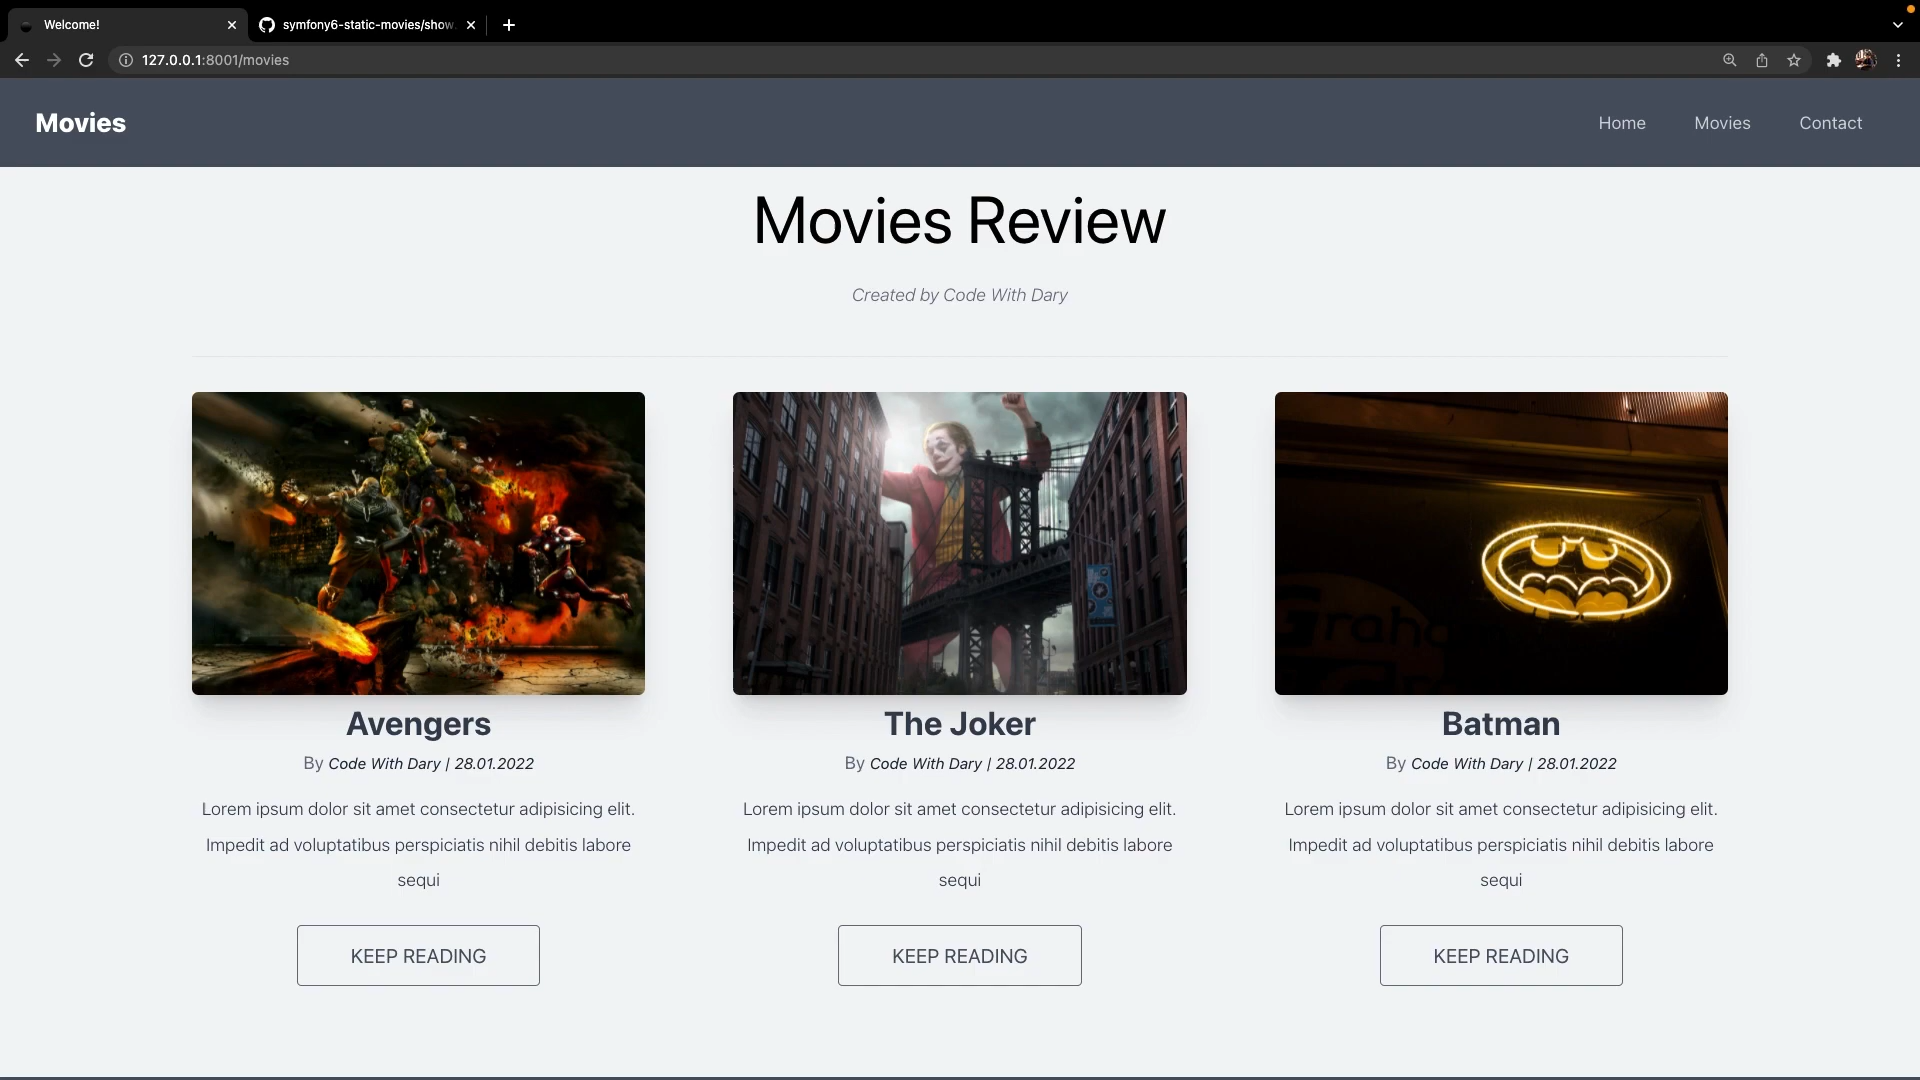 Welcome!
symfony6-static-movies/show.
127.0.0.1:8001/movies
Movies
Home
Movies
Contact
Movies Review
Created by Code With Dary
Avengers
By Code With Dary | 28.01.2022
Lorem ipsum dolor sit amet consectetur adipisicing elit.
Impedit ad voluptatibus perspiciatis nihil debitis labore
sequi
KEEP READING
The Joker
By Code With Dary | 28.01.2022
Lorem ipsum dolor sit amet consectetur adipisicing elit.
Impedit ad voluptatibus perspiciatis nihil debitis labore
sequi
KEEP READING
Batman
By Code With Dary | 28.01.2022
Lorem ipsum dolor sit amet consectetur adipisicing elit.
Impedit ad voluptatibus perspiciatis nihil debitis labore
sequi
KEEP READING